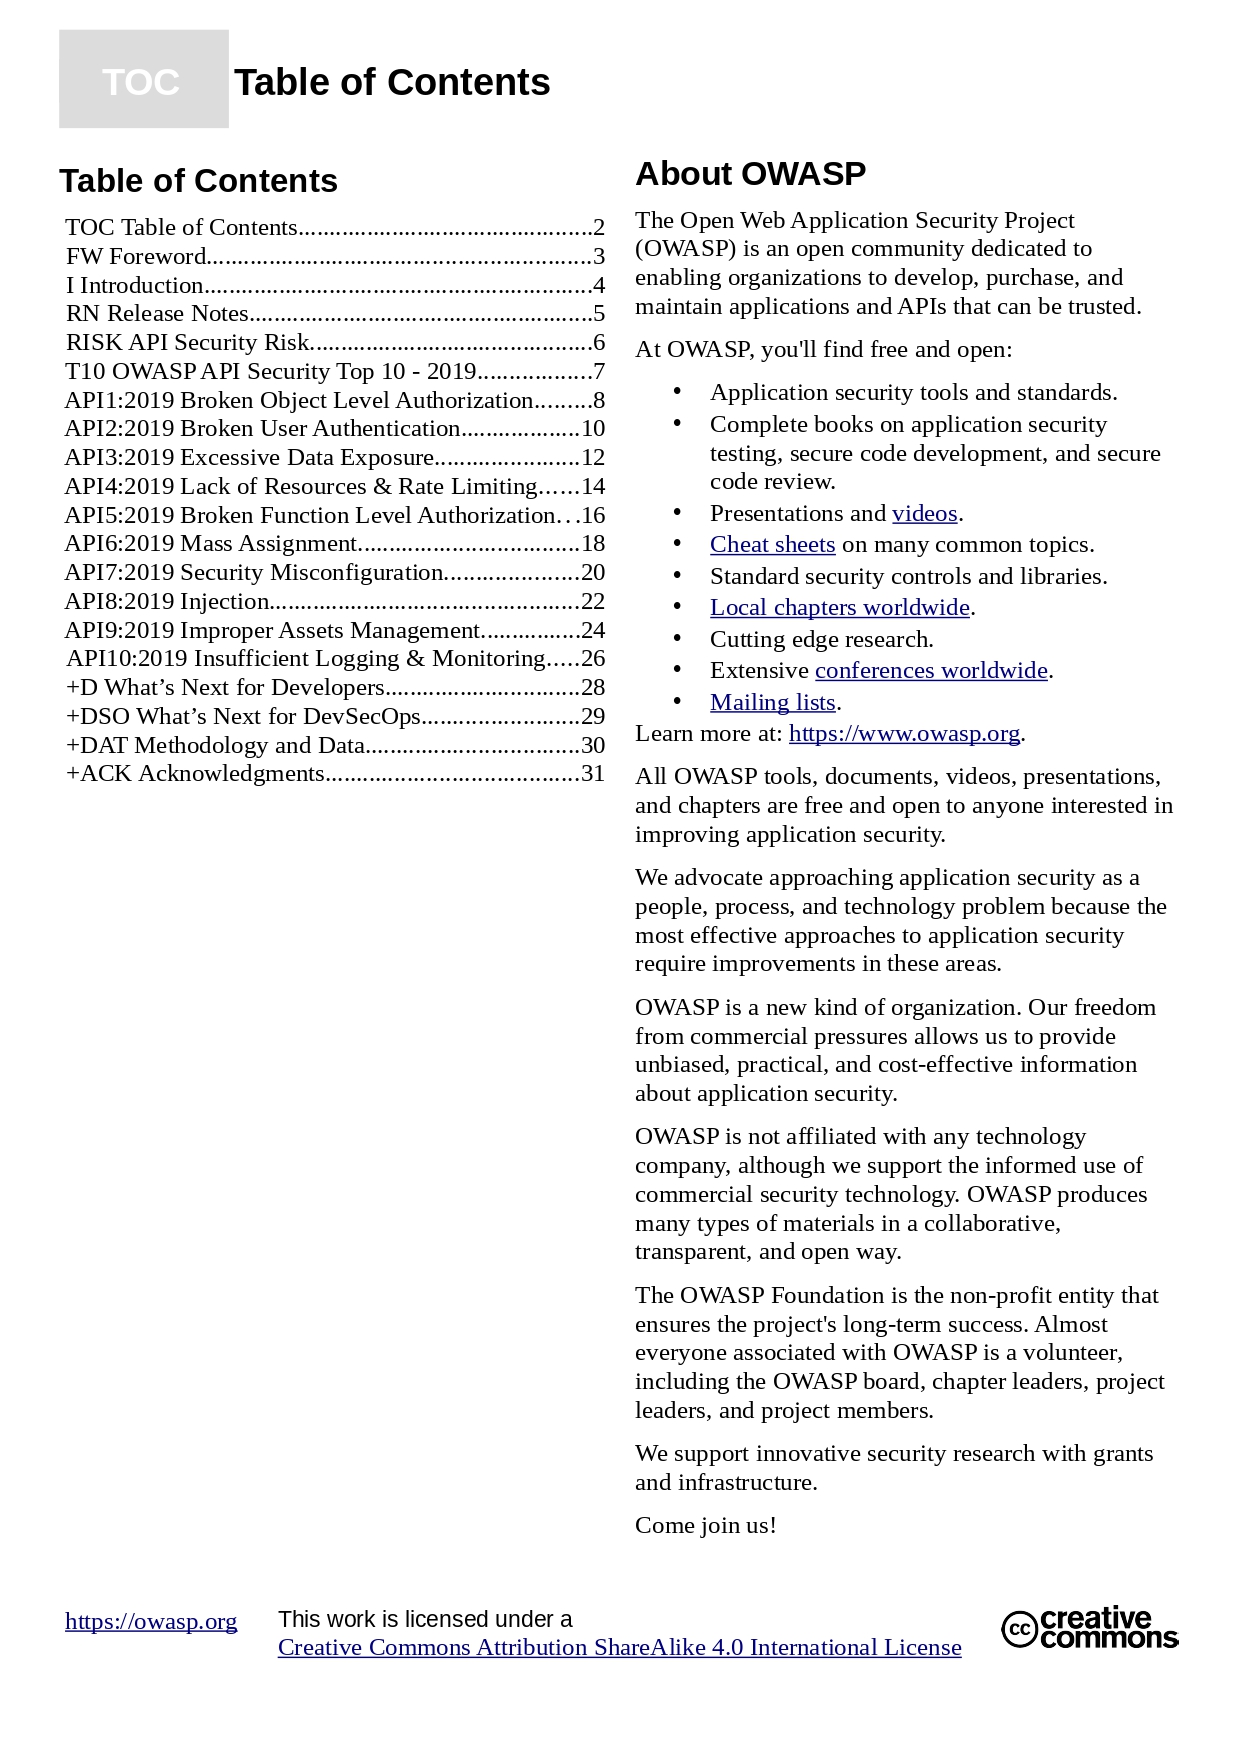 TOC
Table of Contents
Table of Contents
TOC Table of Contents...............................................2
FW Foreword..............................................................3
I Introduction..............................................................4
RN Release Notes.......................................................5
RISK API Security Risk.............................................6
T10 OWASP API Security Top 10 - 2019..................7
API1:2019 Broken Object Level Authorization.........8
API2:2019 Broken User Authentication...................10
API3:2019 Excessive Data Exposure.......................12
API4:2019 Lack of Resources & Rate Limiting......14
API5:2019 Broken Function Level Authorization...16
API6:2019 Mass Assignment...................................18
API7:2019 Security Misconfiguration.....................20
API8:2019 Injection.................................................22
API9:2019 Improper Assets Management................24
API10:2019 Insufficient Logging & Monitoring.....26
+D What’s Next for Developers...............................28
+DSO What’s Next for DevSecOps.........................29
+DAT Methodology and Data..................................30
+ACK Acknowledgments........................................31
About OWASP
The Open Web Application Security Project
(OWASP) is an open community dedicated to
enabling organizations to develop, purchase, and
maintain applications and APIs that can be trusted.
At OWASP, you'll find free and open:
• Application security tools and standards.
• Complete books on application security
testing, secure code development, and secure
code review.
• Presentations and videos.
• Cheat sheets on many common topics.
• Standard security controls and libraries.
• Local chapters worldwide.
• Cutting edge research.
• Extensive conferences worldwide.
• Mailing lists.
Learn more at: https://www.owasp.org.
All OWASP tools, documents, videos, presentations,
and chapters are free and open to anyone interested in
improving application security.
We advocate approaching application security as a
people, process, and technology problem because the
most effective approaches to application security
require improvements in these areas.
OWASP is a new kind of organization. Our freedom
from commercial pressures allows us to provide
unbiased, practical, and cost-effective information
about application security.
OWASP is not affiliated with any technology
company, although we support the informed use of
commercial security technology. OWASP produces
many types of materials in a collaborative,
transparent, and open way.
The OWASP Foundation is the non-profit entity that
ensures the project's long-term success. Almost
everyone associated with OWASP is a volunteer,
including the OWASP board, chapter leaders, project
leaders, and project members.
We support innovative security research with grants
and infrastructure.
Come join us!
https://owasp.org
This work is licensed under a
Creative Commons Attribution ShareAlike 4.0 International License
cc
creative
commons